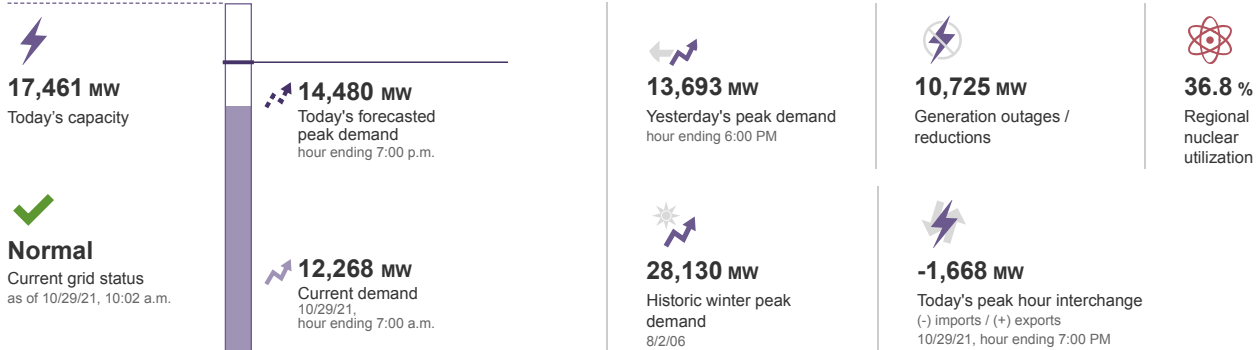 17,461 MW
Today's capacity
Normal
Current grid status
as of 10/29/21, 10:02 a.m.
14,480 MW
Today's forecasted
peak demand
hour ending 7:00 p.m.
12,268 MW
Current demand
10/29/21,
hour ending 7:00 a.m.
13,693 MW
Yesterday's peak demand
hour ending 6:00 PM
10,725 MW
Generation outages /
reductions
36.8 %
Regional
nuclear
utilization
28,130 MW
Historic winter peak
demand
8/2/06
-1,668 MW
Today's peak hour interchange
(-) imports / (+) exports
10/29/21, hour ending 7:00 PM